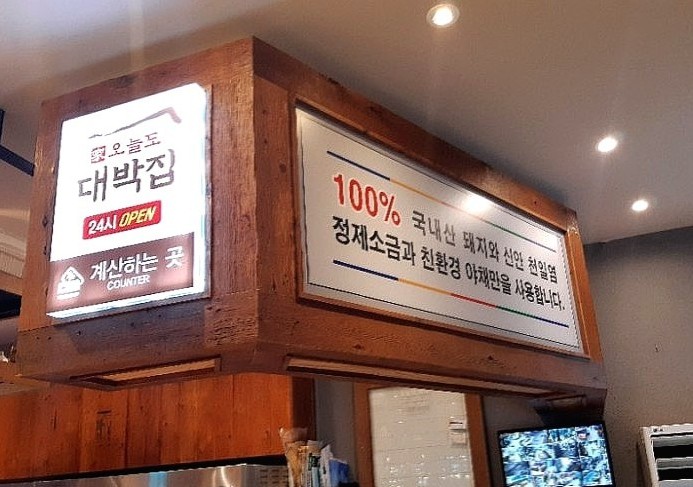 오늘도
대박집
24시 OPEN
계산하는 곳
COUNTER
100% 국내산 돼지와 신안 천일염
정제소금과 친환경 야채만을 사용합니다.